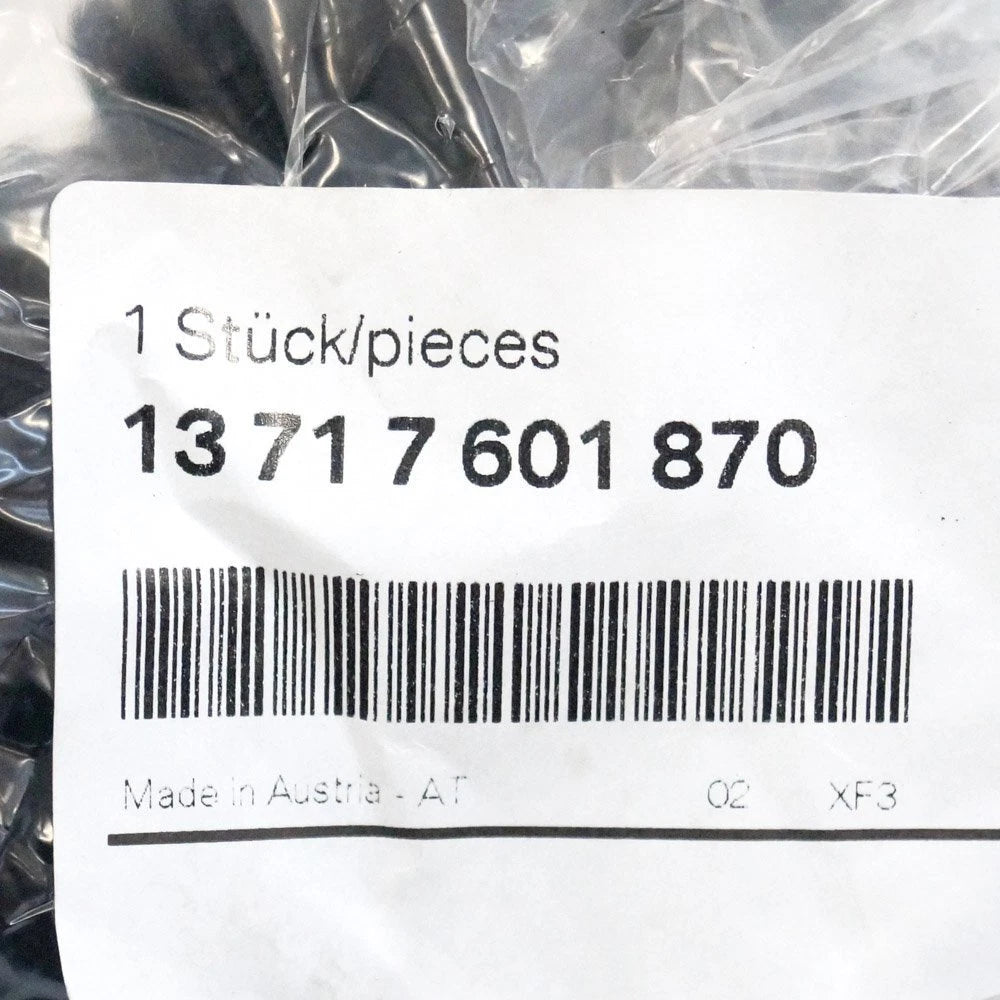 1 Stück/pieces
13 71 7 601 870
Made in Austria - AT 02 XF3